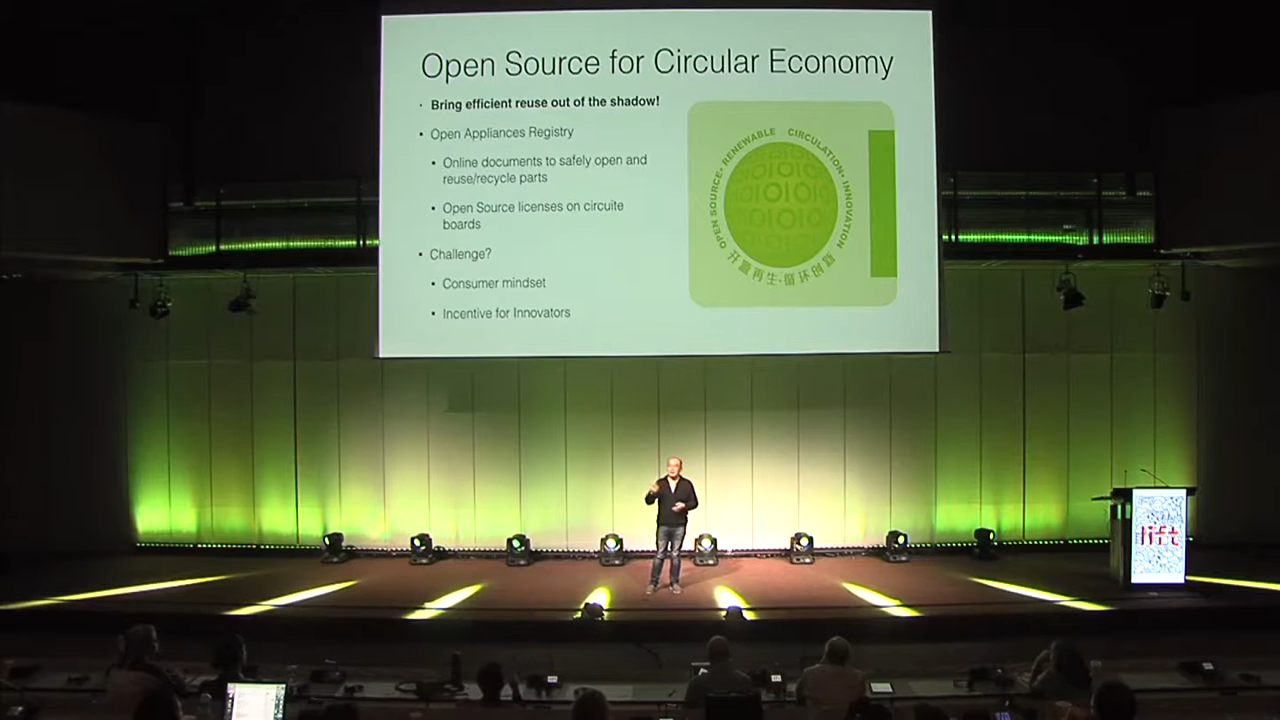 Open Source for Circular Economy
· Bring efficient reuse out of the shadow!
• Open Appliances Registry
• Online documents to safely open and
reuse/recycle parts
• Open Source licenses on circuite
boards
• Challenge?
• Consumer mindset
• Incentive for Innovators
OPEN SOURCE· RENEWABLE CIRCULATION· INNOVATION
开源再生·循环创新
lift